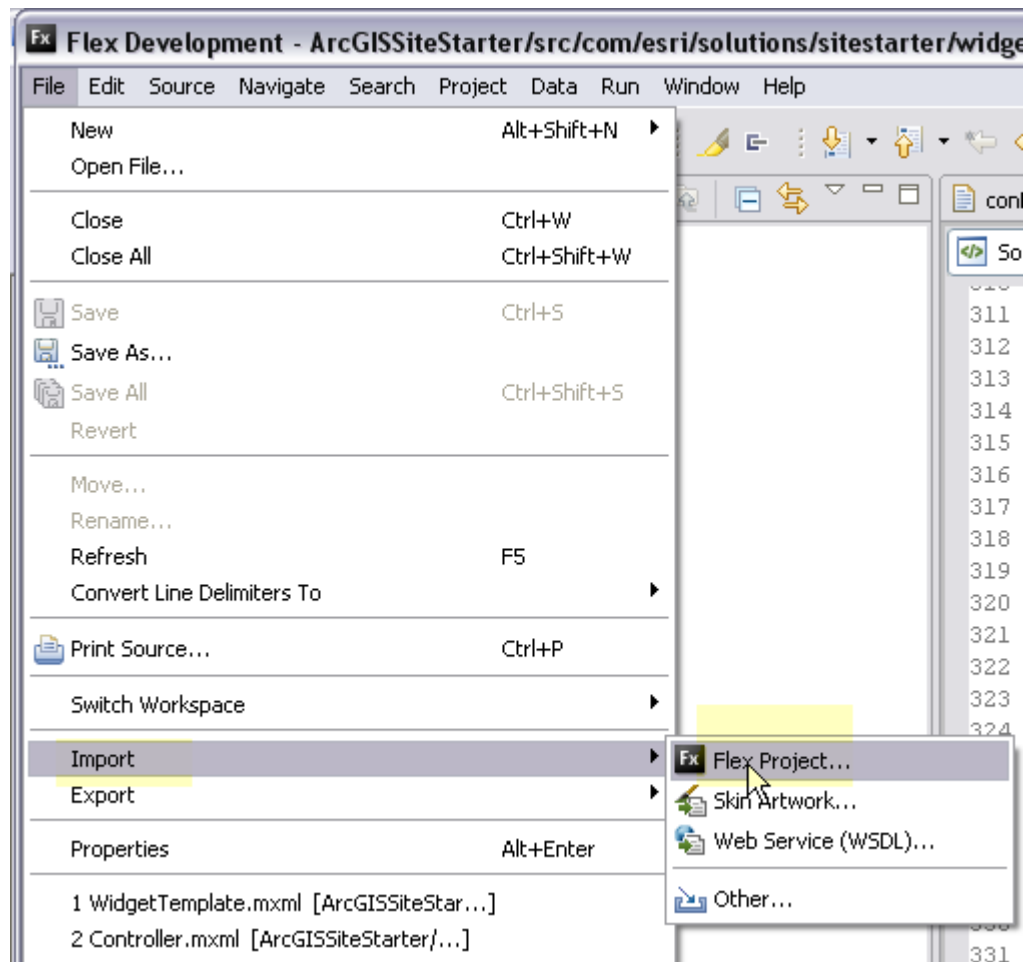 Fx Flex Development - ArcGISSiteStarter/src/com/esri/solutions/sitestarter/widge
File Edit Source Navigate Search Project Data Run Window Help
New Alt+Shift+N
Open File...
Close Ctrl+W
Close All Ctrl+Shift+W
Save Ctrl+S
Save As...
Save All Ctrl+Shift+S
Revert
Move...
Rename...
Refresh F5
Convert Line Delimiters To
Print Source... Ctrl+P
Switch Workspace
Import
Export
Properties Alt+Enter
1 WidgetTemplate.mxml [ArcGISSiteStar...]
2 Controller.mxml [ArcGISSiteStarter/...]
Fx Flex Project...
Skin Artwork...
Web Service (WSDL)...
Other...
So
311
312
313
314
315
316
317
318
319
320
321
322
323
324
331